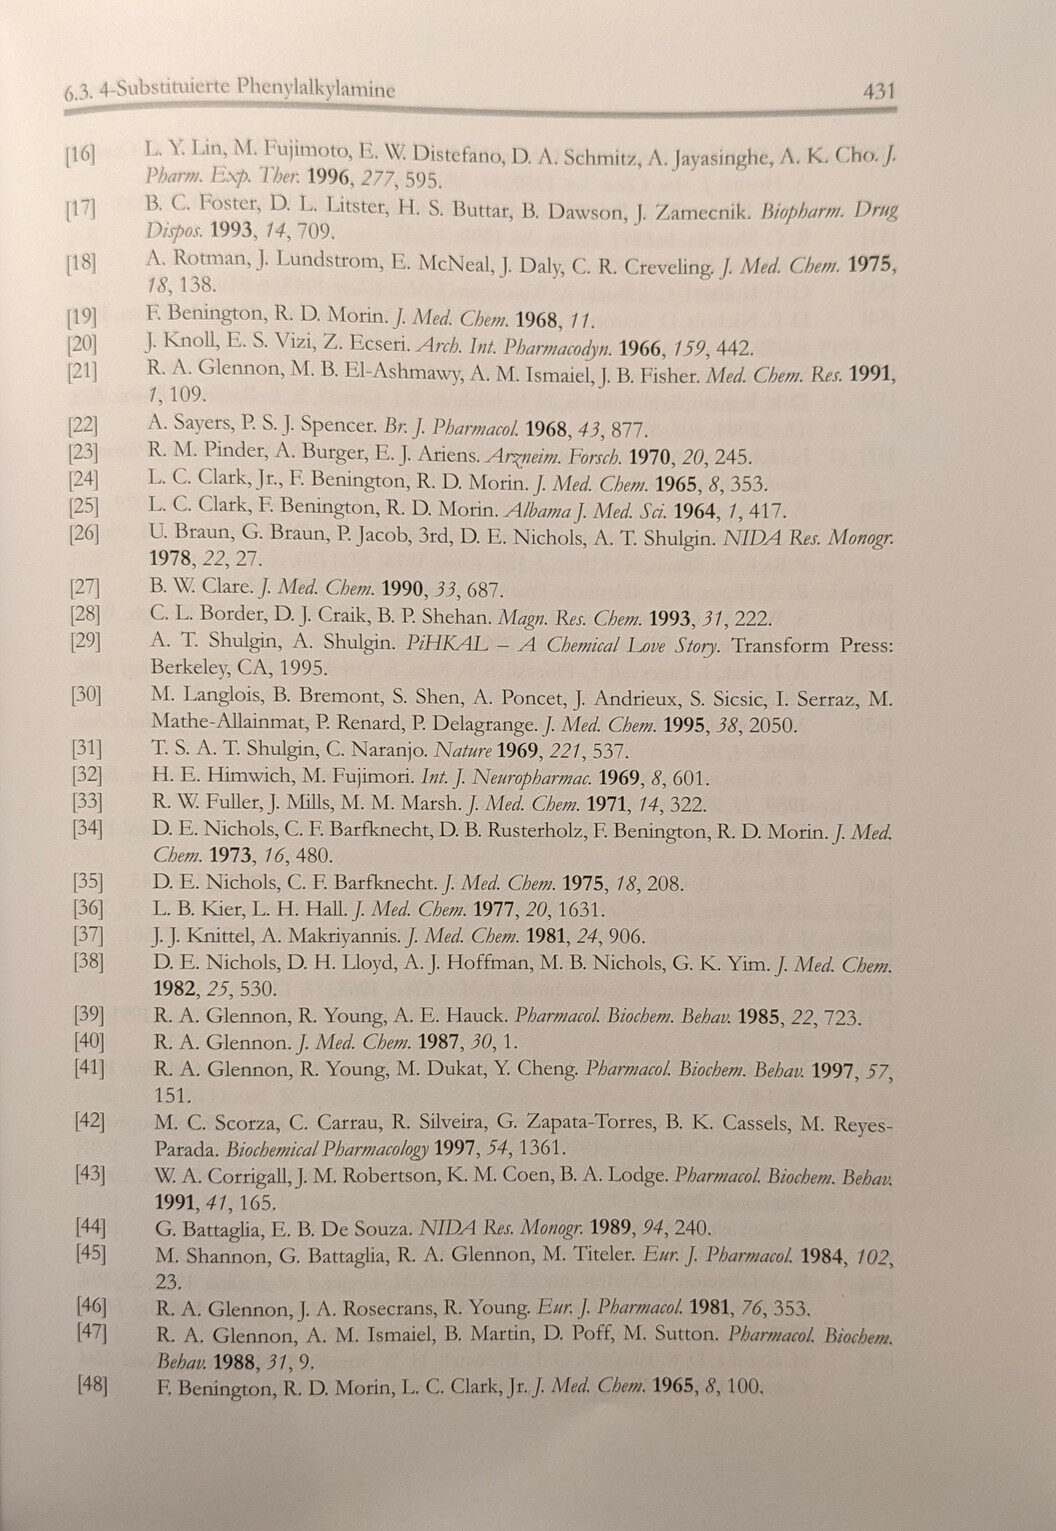 6.3. 4-Substituierte Phenylalkylamine 431
[16] L. Y. Lin, M. Fujimoto, E. W. Distefano, D. A. Schmitz, A. Jayasinghe, A. K. Cho. J.
Pharm. Exp. Ther. 1996, 277, 595.
[17] B. C. Foster, D. L. Litster, H. S. Buttar, B. Dawson, J. Zamecnik. Biopharm. Drug
Dispos. 1993, 14, 709.
[18] A. Rotman, J. Lundstrom, E. McNeal, J. Daly, C. R. Creveling. J. Med. Chem. 1975,
18, 138.
[19] F. Benington, R. D. Morin. J. Med. Chem. 1968, 11.
[20] J. Knoll, E. S. Vizi, Z. Ecseri. Arch. Int. Pharmacodyn. 1966, 159, 442.
[21] R. A. Glennon, M. B. El-Ashmawy, A. M. Ismaiel, J. B. Fisher. Med. Chem. Res. 1991,
1, 109.
[22] A. Sayers, P. S. J. Spencer. Br. J. Pharmacol. 1968, 43, 877.
[23] R. M. Pinder, A. Burger, E. J. Ariens. Arzneim. Forsch. 1970, 20, 245.
[24] L. C. Clark, Jr., F. Benington, R. D. Morin. J. Med. Chem. 1965, 8, 353.
[25] L. C. Clark, F. Benington, R. D. Morin. Albama J. Med. Sci. 1964, 1, 417.
[26] U. Braun, G. Braun, P. Jacob, 3rd, D. E. Nichols, A. T. Shulgin. NIDA Res. Monogr.
1978, 22, 27.
[27] B. W. Clare. J. Med. Chem. 1990, 33, 687.
[28] C. L. Border, D. J. Craik, B. P. Shehan. Magn. Res. Chem. 1993, 31, 222.
[29] A. T. Shulgin, A. Shulgin. PiHKAL – A Chemical Love Story. Transform Press:
Berkeley, CA, 1995.
[30] M. Langlois, B. Bremont, S. Shen, A. Poncet, J. Andrieux, S. Sicsic, I. Serraz, M.
Mathe-Allainmat, P. Renard, P. Delagrange. J. Med. Chem. 1995, 38, 2050.
[31] T. S. A. T. Shulgin, C. Naranjo. Nature 1969, 221, 537.
[32] H. E. Himwich, M. Fujimori. Int. J. Neuropharmac. 1969, 8, 601.
[33] R. W. Fuller, J. Mills, M. M. Marsh. J. Med. Chem. 1971, 14, 322.
[34] D. E. Nichols, C. F. Barfknecht, D. B. Rusterholz, F. Benington, R. D. Morin. J. Med.
Chem. 1973, 16, 480.
[35] D. E. Nichols, C. F. Barfknecht. J. Med. Chem. 1975, 18, 208.
[36] L. B. Kier, L. H. Hall. J. Med. Chem. 1977, 20, 1631.
[37] J. J. Knittel, A. Makriyannis. J. Med. Chem. 1981, 24, 906.
[38] D. E. Nichols, D. H. Lloyd, A. J. Hoffman, M. B. Nichols, G. K. Yim. J. Med. Chem.
1982, 25, 530.
[39] R. A. Glennon, R. Young, A. E. Hauck. Pharmacol. Biochem. Behav. 1985, 22, 723.
[40] R. A. Glennon. J. Med. Chem. 1987, 30, 1.
[41] R. A. Glennon, R. Young, M. Dukat, Y. Cheng. Pharmacol. Biochem. Behav. 1997, 57,
151.
[42] M. C. Scorza, C. Carrau, R. Silveira, G. Zapata-Torres, B. K. Cassels, M. Reyes-
Parada. Biochemical Pharmacology 1997, 54, 1361.
[43] W. A. Corrigall, J. M. Robertson, K. M. Coen, B. A. Lodge. Pharmacol. Biochem. Behav.
1991, 41, 165.
[44] G. Battaglia, E. B. De Souza. NIDA Res. Monogr. 1989, 94, 240.
[45] M. Shannon, G. Battaglia, R. A. Glennon, M. Titeler. Eur. J. Pharmacol. 1984, 102,
23.
[46] R. A. Glennon, J. A. Rosecrans, R. Young. Eur. J. Pharmacol. 1981, 76, 353.
[47] R. A. Glennon, A. M. Ismaiel, B. Martin, D. Poff, M. Sutton. Pharmacol. Biochem.
Behav. 1988, 31, 9.
[48] F. Benington, R. D. Morin, L. C. Clark, Jr. J. Med. Chem. 1965, 8, 100.